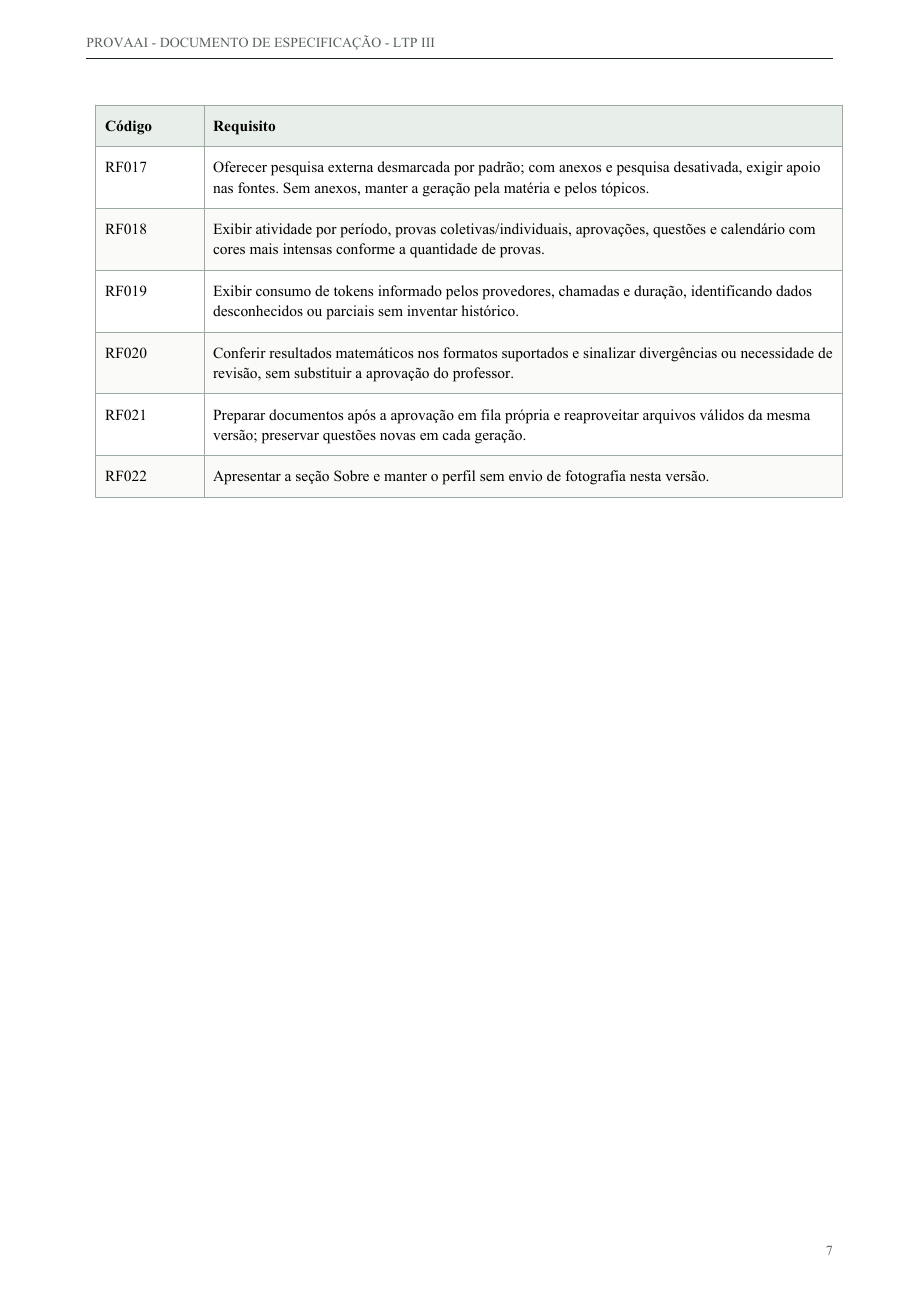 PROVAAI - DOCUMENTO DE ESPECIFICAÇÃO - LTP III
Código Requisito
RF017 Oferecer pesquisa externa desmarcada por padrão; com anexos e pesquisa desativada, exigir apoio
nas fontes. Sem anexos, manter a geração pela matéria e pelos tópicos.
RF018 Exibir atividade por período, provas coletivas/individuais, aprovações, questões e calendário com
cores mais intensas conforme a quantidade de provas.
RF019 Exibir consumo de tokens informado pelos provedores, chamadas e duração, identificando dados
desconhecidos ou parciais sem inventar histórico.
RF020 Conferir resultados matemáticos nos formatos suportados e sinalizar divergências ou necessidade de
revisão, sem substituir a aprovação do professor.
RF021 Preparar documentos após a aprovação em fila própria e reaproveitar arquivos válidos da mesma
versão; preservar questões novas em cada geração.
RF022 Apresentar a seção Sobre e manter o perfil sem envio de fotografia nesta versão.
7